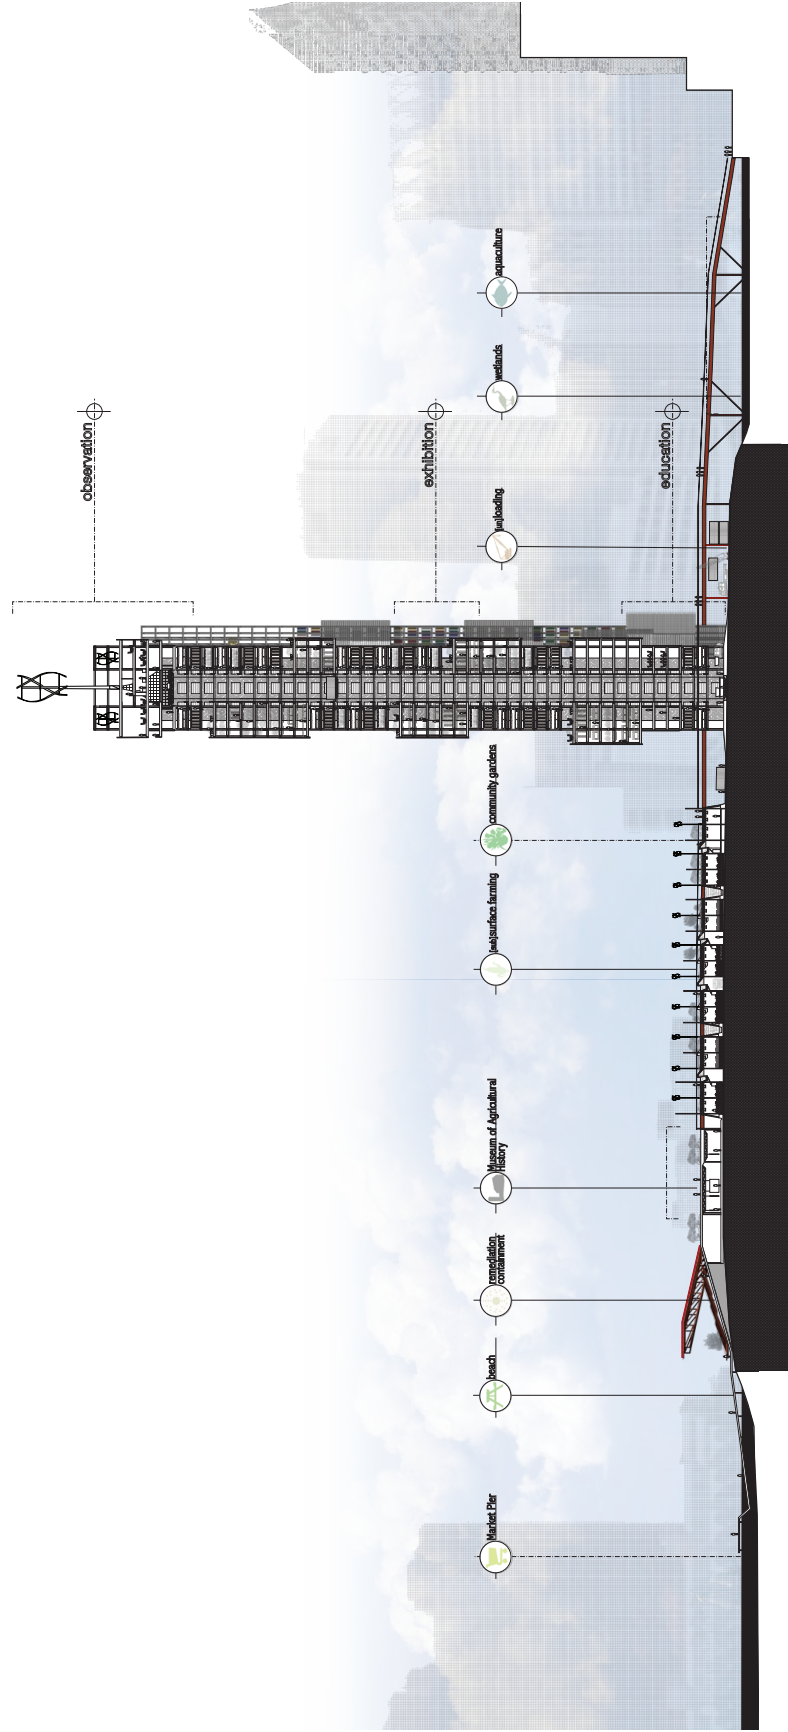 observation
exhibition
education
Market Pier
beach
remediation
containment
Museum of Agricultural
History
[sub]surface farming
community gardens
[un]loading
wetlands
aquaculture